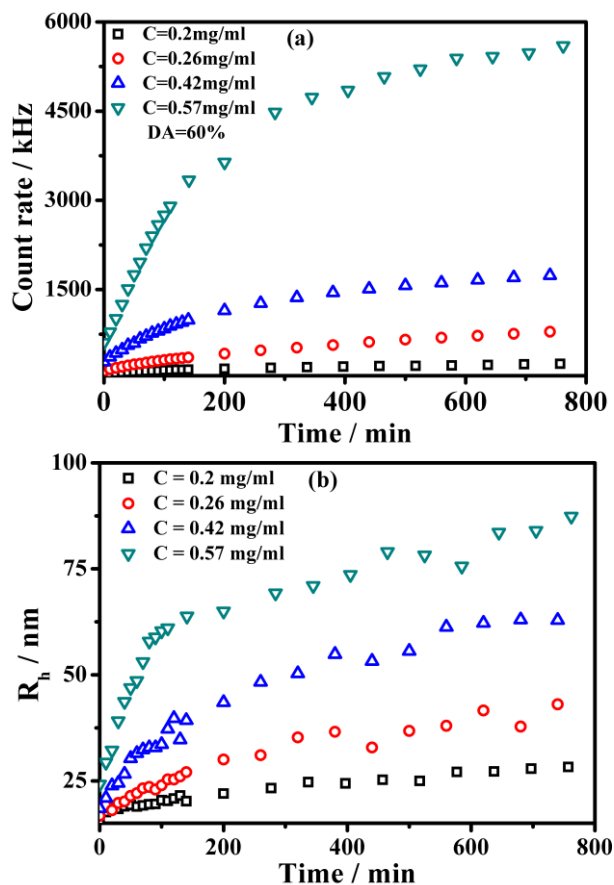 (a)
C=0.2mg/ml
C=0.26mg/ml
C=0.42mg/ml
C=0.57mg/ml
DA=60%
Count rate / kHz
6000
4500
3000
1500
0 200 400 600 800
Time / min
(b)
C = 0.2 mg/ml
C = 0.26 mg/ml
C = 0.42 mg/ml
C = 0.57 mg/ml
R_h / nm
100
75
50
25
0 200 400 600 800
Time / min